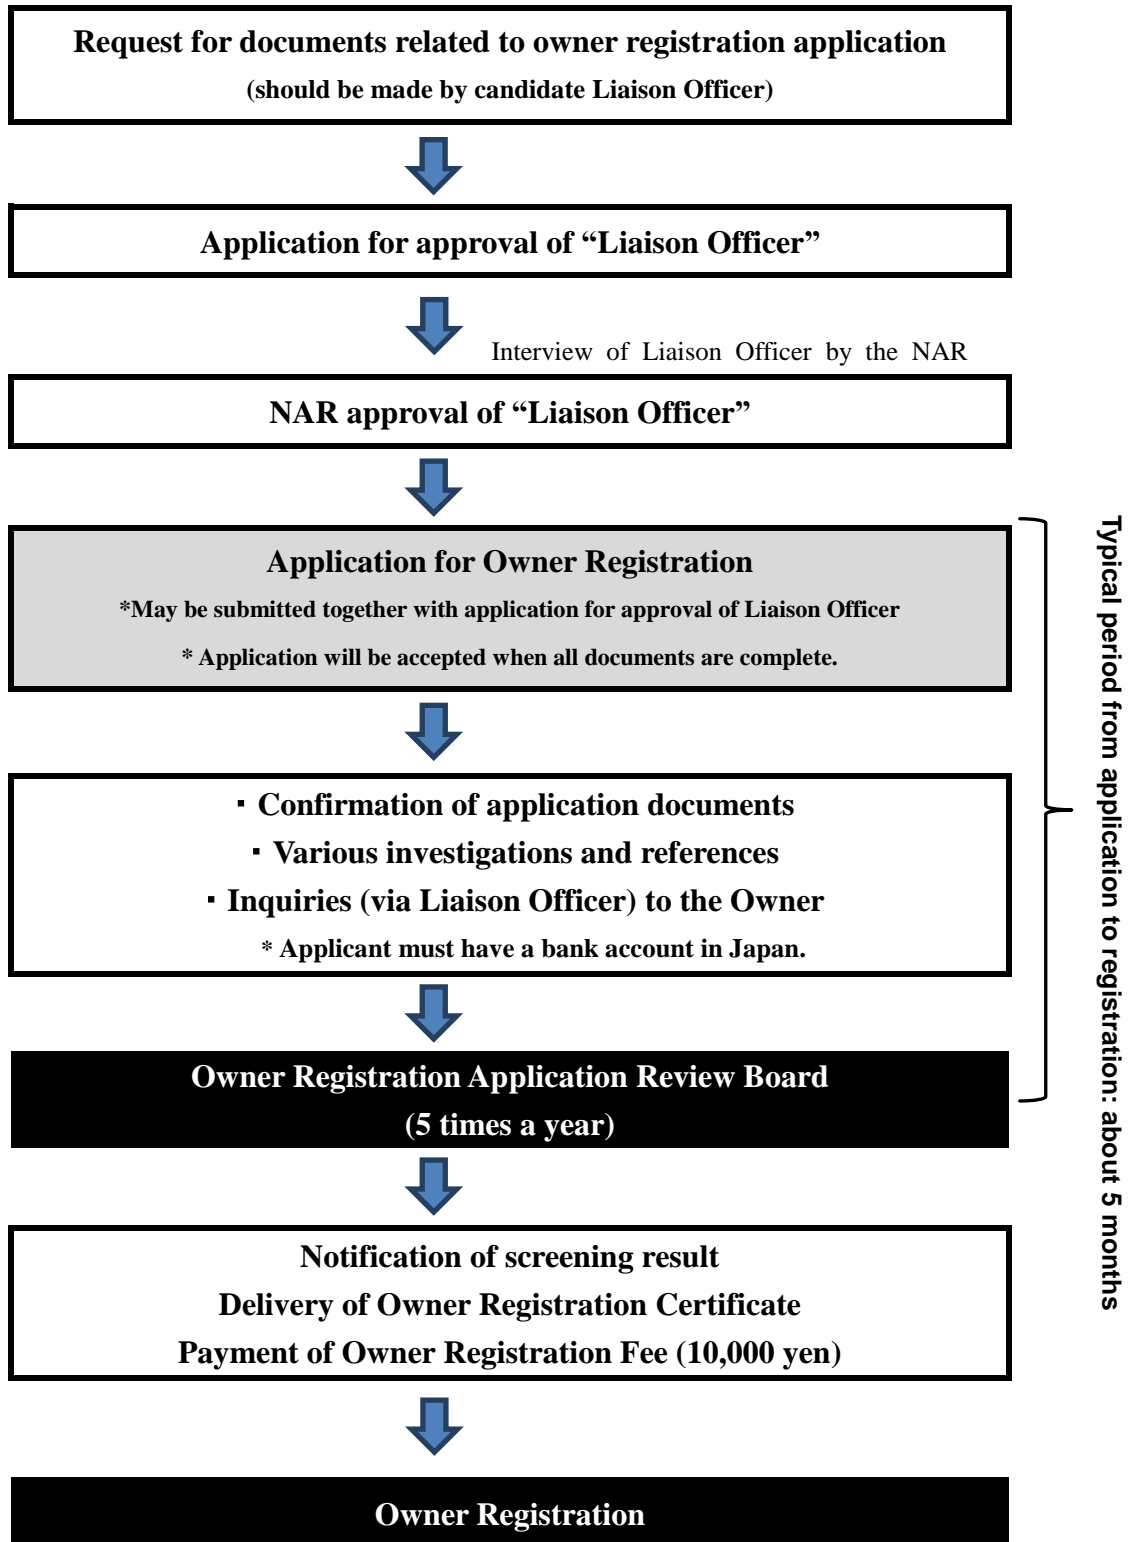 Request for documents related to owner registration application
(should be made by candidate Liaison Officer)
Application for approval of “Liaison Officer”
Interview of Liaison Officer by the NAR
NAR approval of “Liaison Officer”
Application for Owner Registration
*May be submitted together with application for approval of Liaison Officer
* Application will be accepted when all documents are complete.
・Confirmation of application documents
・Various investigations and references
・Inquiries (via Liaison Officer) to the Owner
* Applicant must have a bank account in Japan.
Owner Registration Application Review Board
(5 times a year)
Notification of screening result
Delivery of Owner Registration Certificate
Payment of Owner Registration Fee (10,000 yen)
Owner Registration
Typical period from application to registration: about 5 months